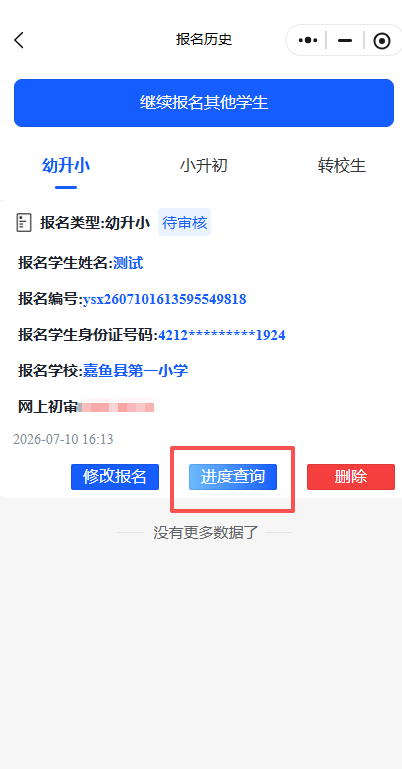 报名历史
继续报名其他学生
幼升小 小升初 转校生
报名类型:幼升小 待审核
报名学生姓名:测试
报名编号:ysx2607101613595549818
报名学生身份证号码:4212*********1924
报名学校:嘉鱼县第一小学
网上初审
2026-07-10 16:13
修改报名 进度查询 删除
没有更多数据了